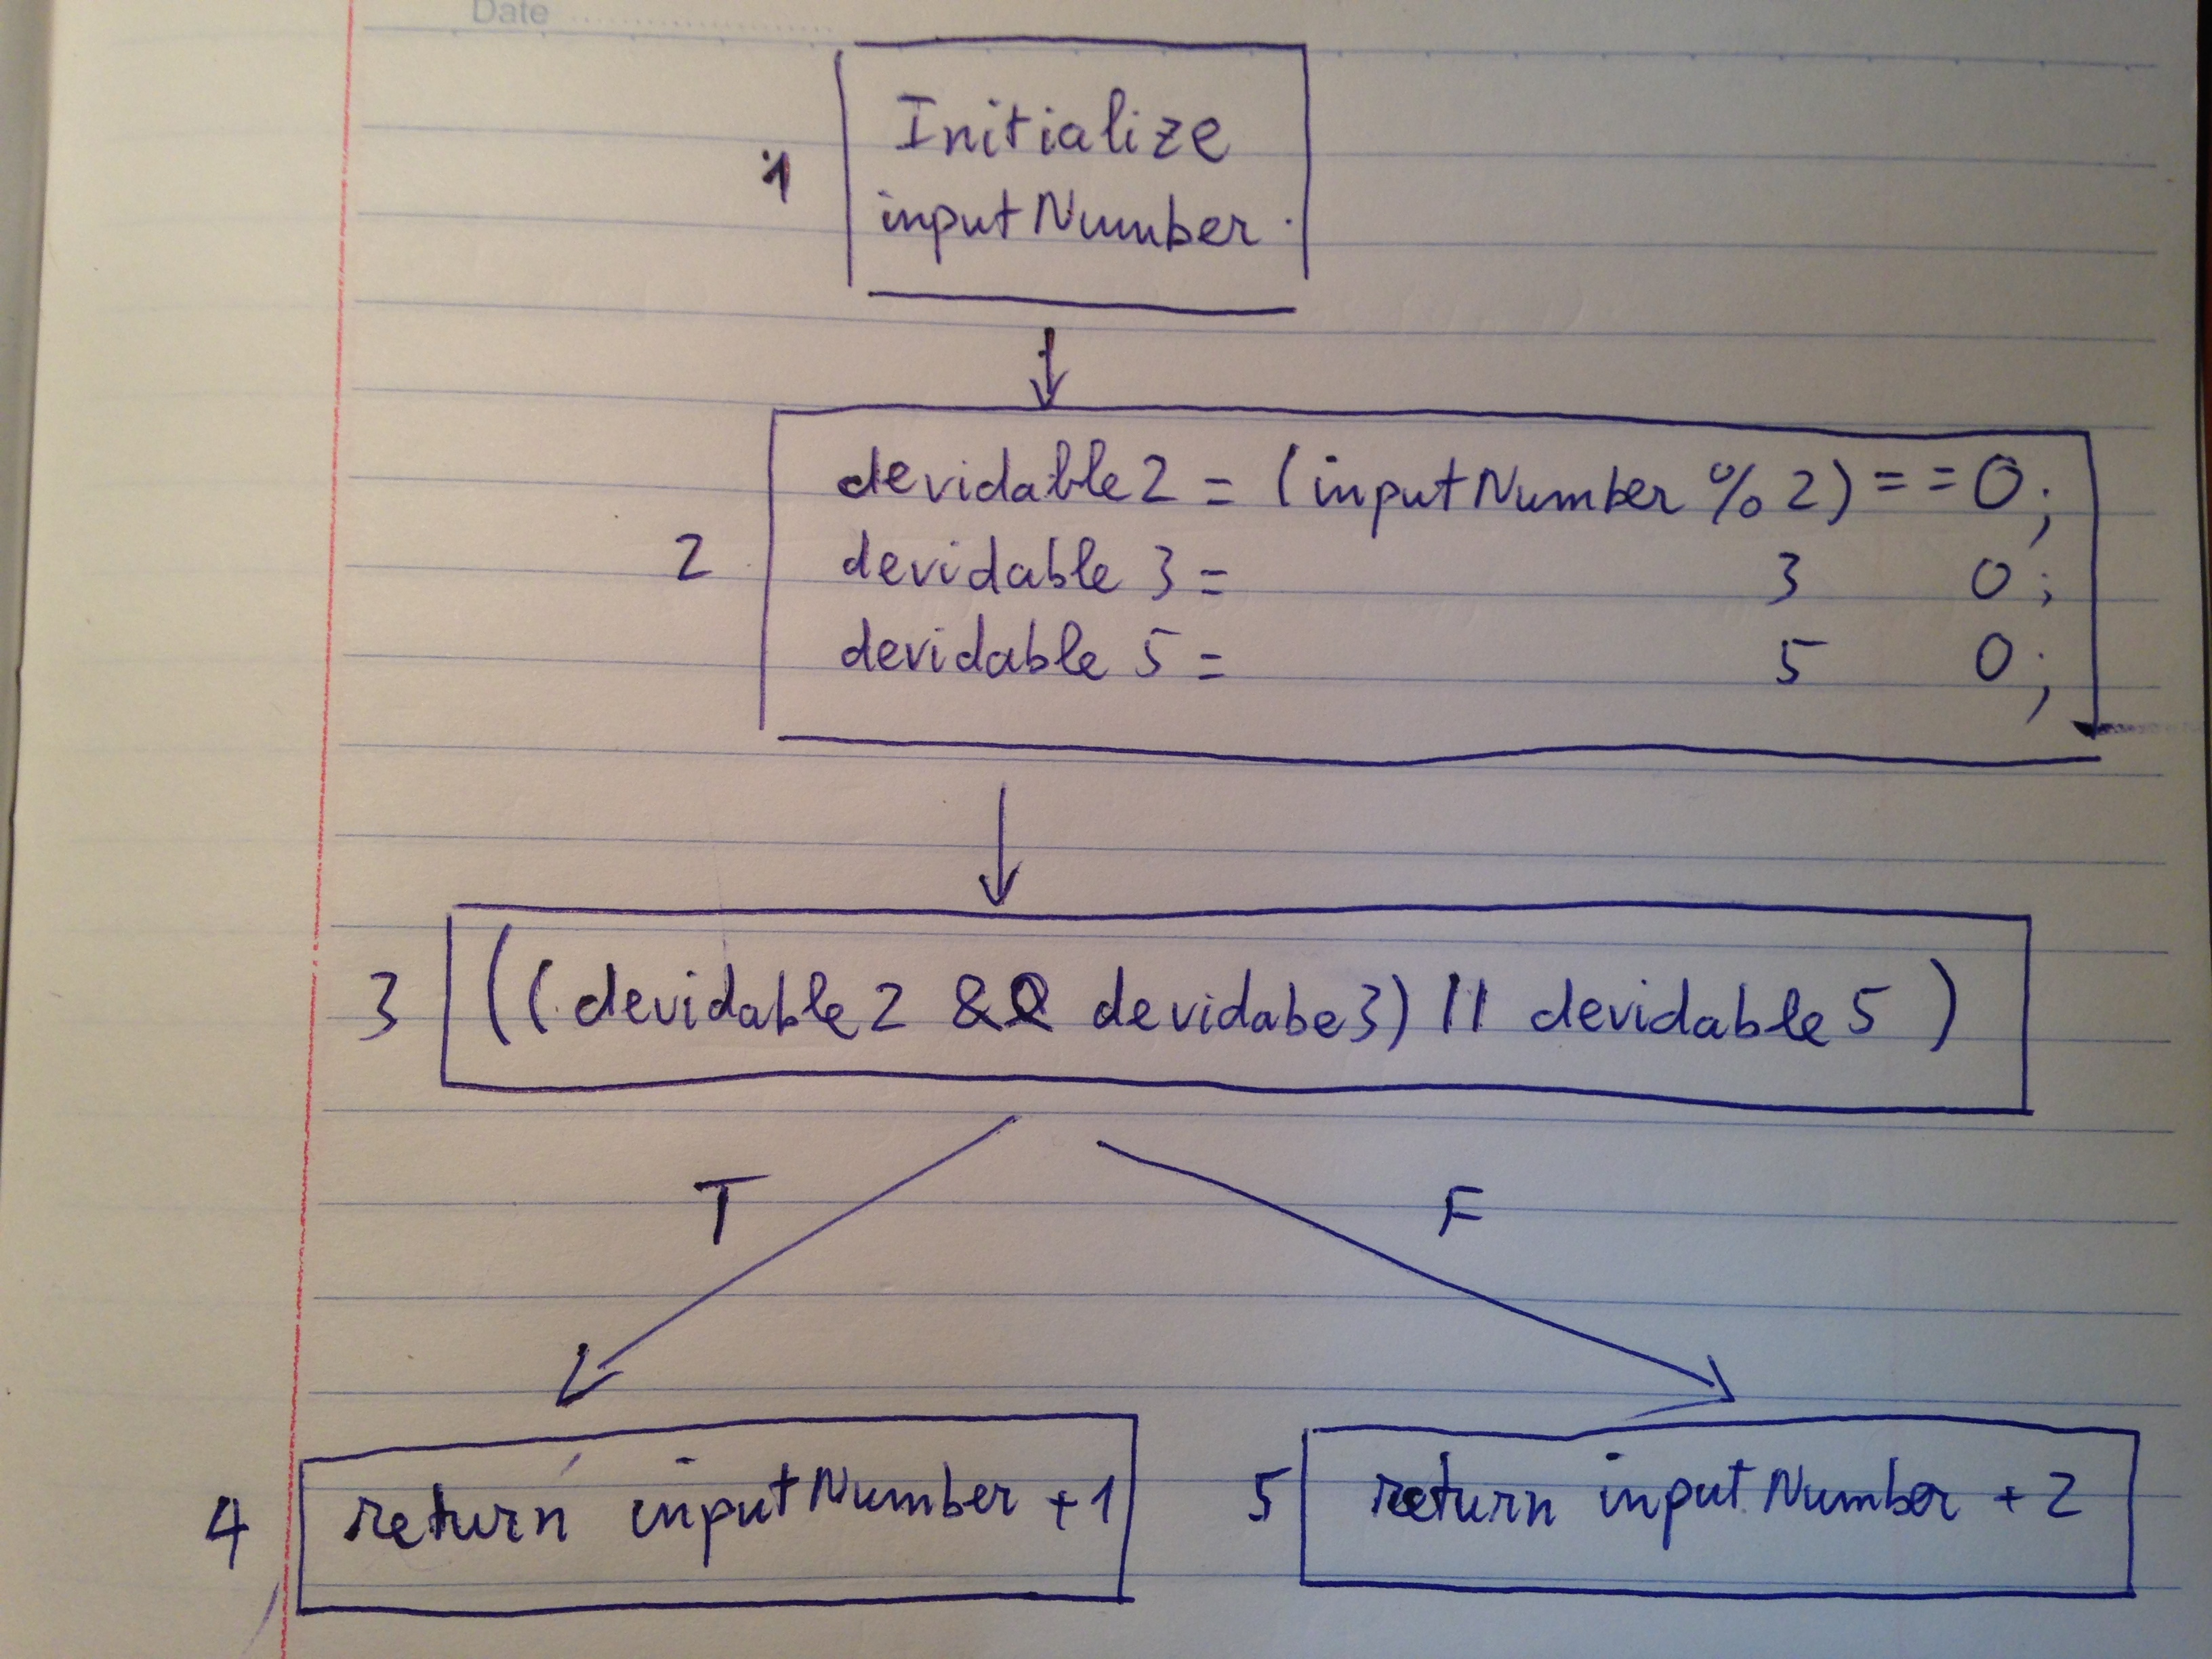 Date
Initialize
1
inputNumber.
devidable2 = (inputNumber % 2) == 0;
2
devidable 3 = 3 0;
devidable 5 = 5 0;
3 ((devidable2 && devidabe3) || devidable5)
T F
4 return inputNumber +1
5 return inputNumber + 2